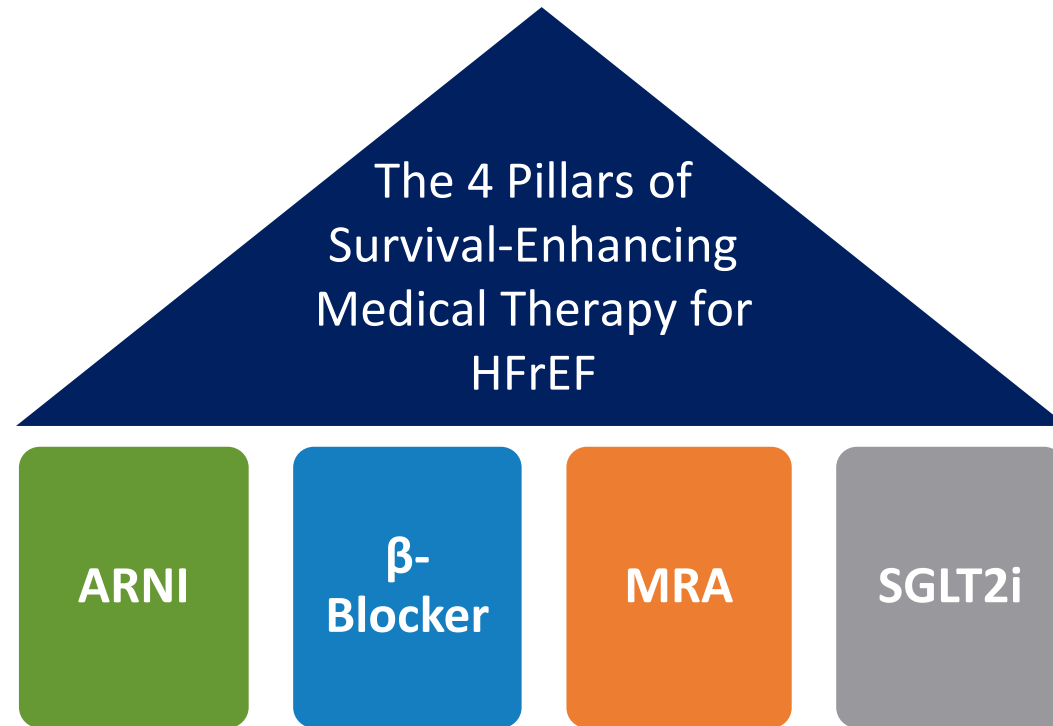 The 4 Pillars of
Survival-Enhancing
Medical Therapy for
HFrEF
ARNI
β-
Blocker
MRA
SGLT2i